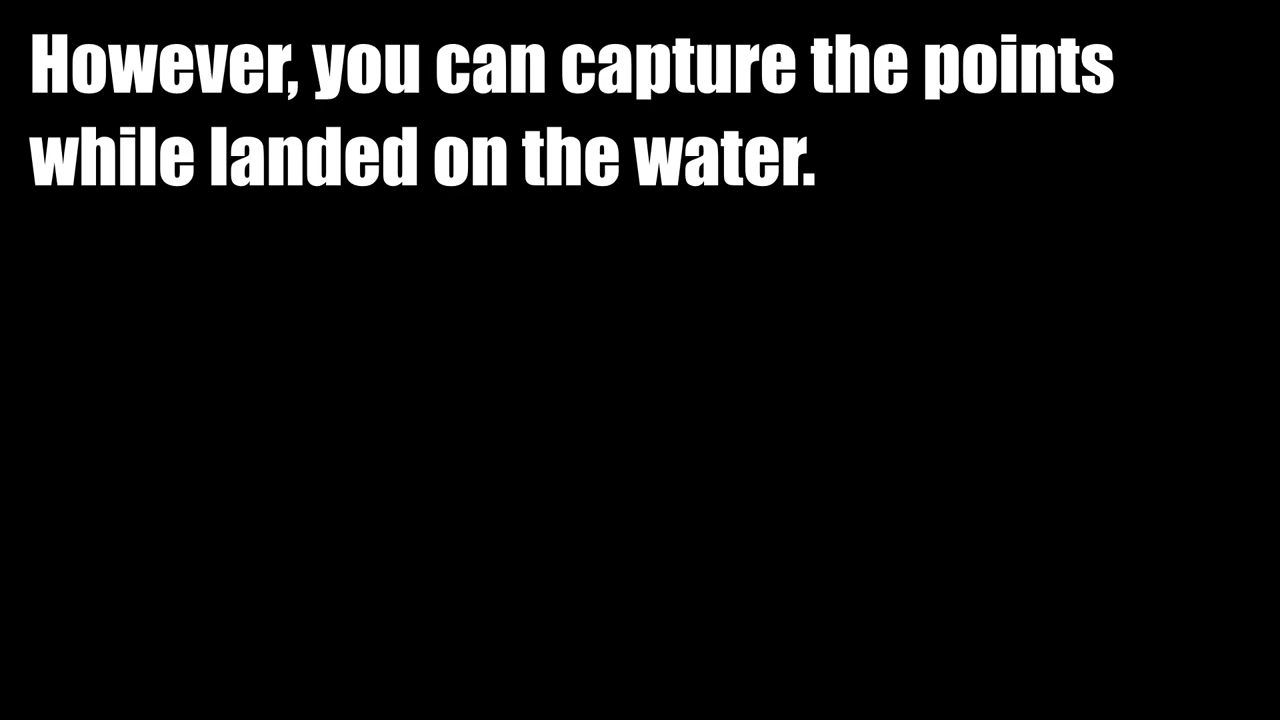 However, you can capture the points
while landed on the water.